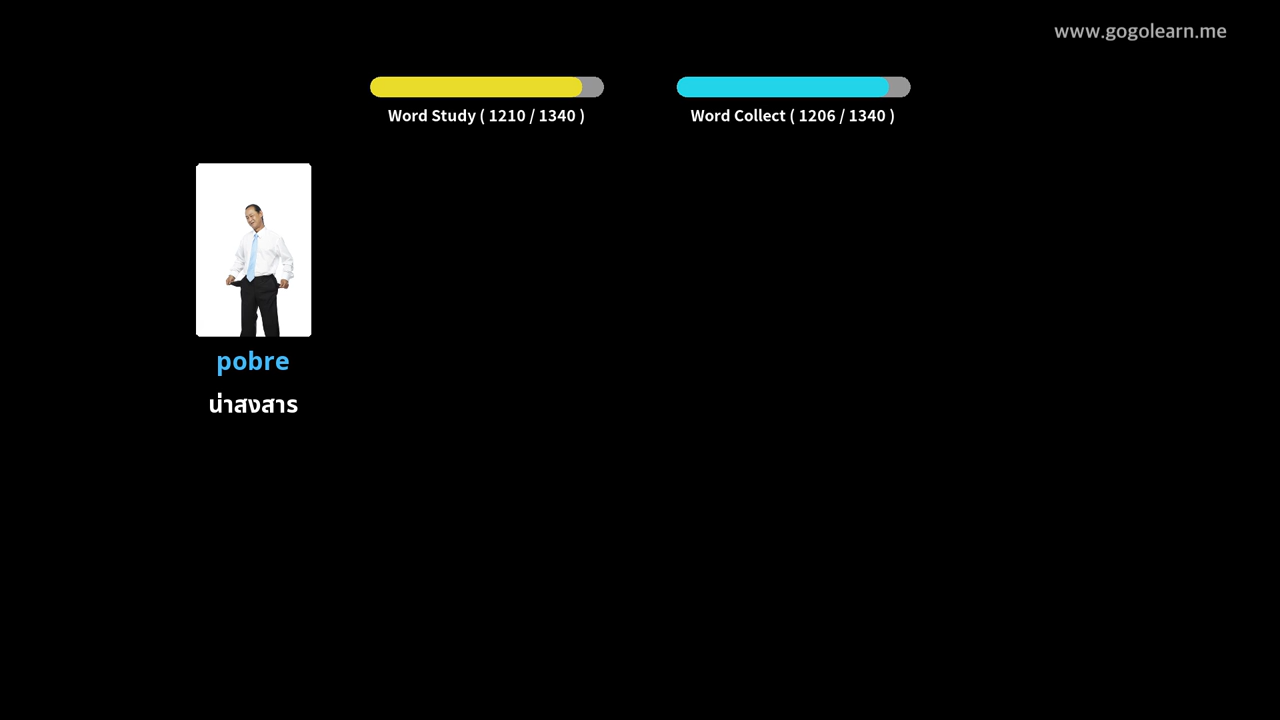 www.gogolearn.me
Word Study ( 1210 / 1340 )
Word Collect ( 1206 / 1340 )
pobre
น่าสงสาร